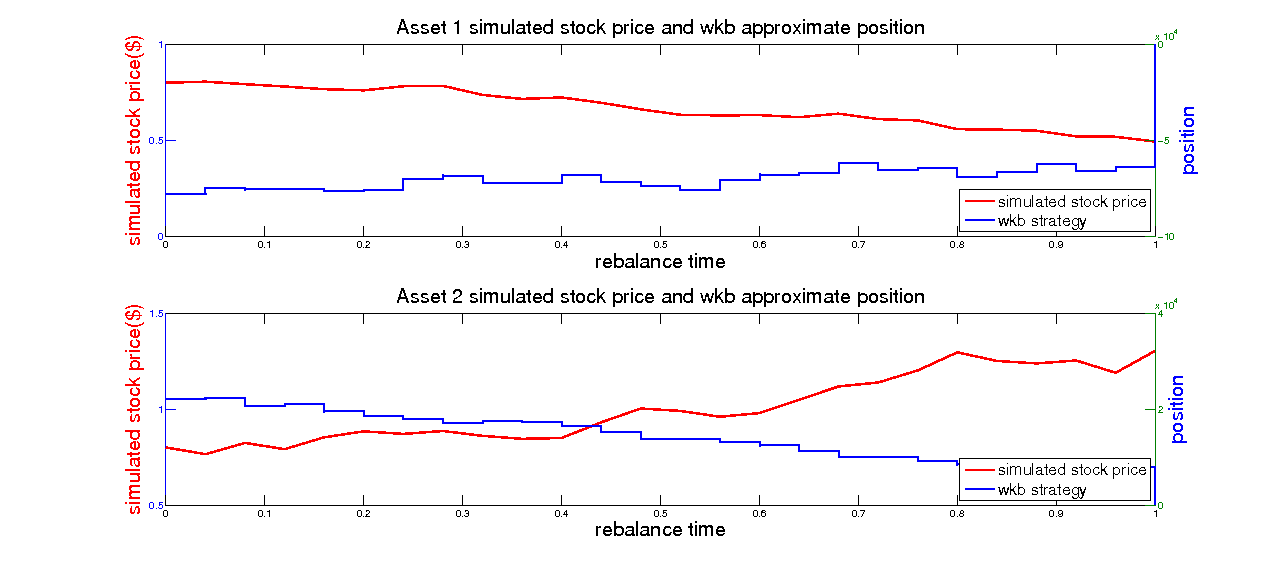 Asset 1 simulated stock price and wkb approximate position
x 10^4
1
0.5
0
0
-5
-10
simulated stock price($)
position
simulated stock price
wkb strategy
0 0.1 0.2 0.3 0.4 0.5 0.6 0.7 0.8 0.9 1
rebalance time
Asset 2 simulated stock price and wkb approximate position
x 10^4
1.5
1
0.5
4
2
0
simulated stock price($)
position
simulated stock price
wkb strategy
0 0.1 0.2 0.3 0.4 0.5 0.6 0.7 0.8 0.9 1
rebalance time